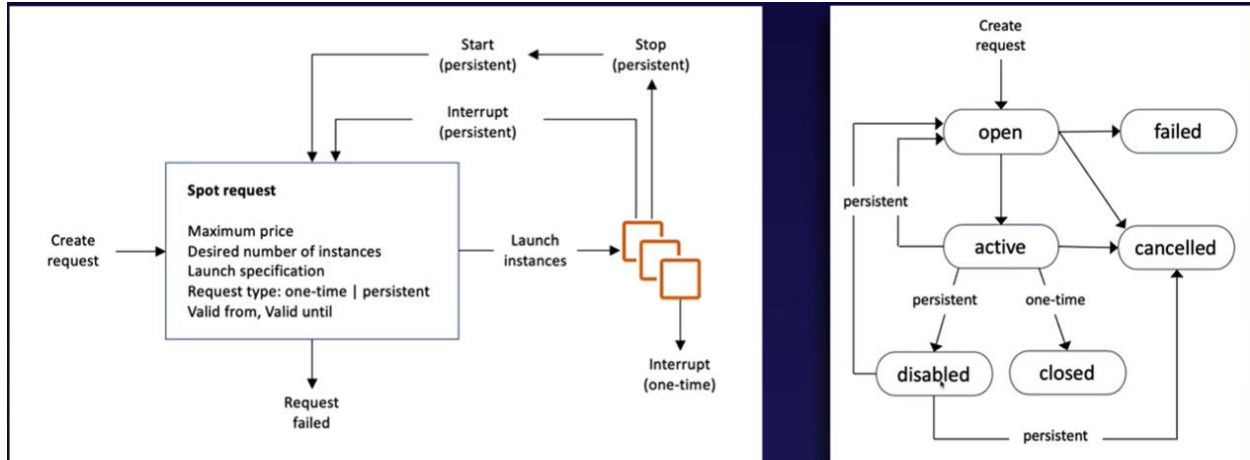 Start
(persistent)
Stop
(persistent)
Interrupt
(persistent)
Create
request
Spot request
Maximum price
Desired number of instances
Launch specification
Request type: one-time | persistent
Valid from, Valid until
Launch
instances
Interrupt
(one-time)
Request
failed
Create
request
open
failed
persistent
active
cancelled
persistent
one-time
disabled
closed
persistent